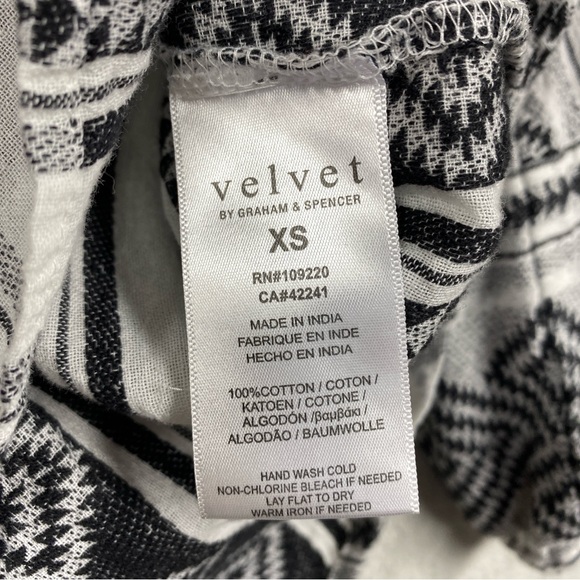 velvet
BY GRAHAM & SPENCER
XS
RN#109220
CA#42241
MADE IN INDIA
FABRIQUE EN INDE
HECHO EN INDIA
100%COTTON / COTON /
KATOEN / COTONE /
ALGODÓN /βαμβάκι /
ALGODÃO / BAUMWOLLE
HAND WASH COLD
NON-CHLORINE BLEACH IF NEEDED
LAY FLAT TO DRY
WARM IRON IF NEEDED